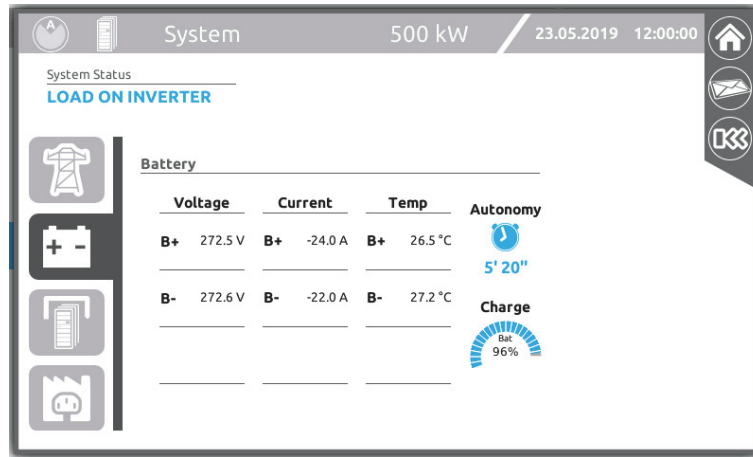 A System 500 kW 23.05.2019 12:00:00
System Status
LOAD ON INVERTER
Battery
Voltage Current Temp Autonomy
B+ 272.5 V B+ -24.0 A B+ 26.5 °C
5' 20"
B- 272.6 V B- -22.0 A B- 27.2 °C
Charge
Bat
96%
+ -